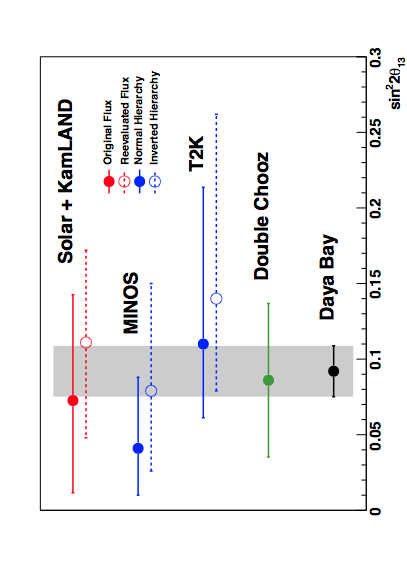 Solar + KamLAND
Original Flux
Reevaluated Flux
Normal Hierarchy
Inverted Hierarchy
MINOS
T2K
Double Chooz
Daya Bay
0
0.05
0.1
0.15
0.2
0.25
0.3
sin²2θ₁₃